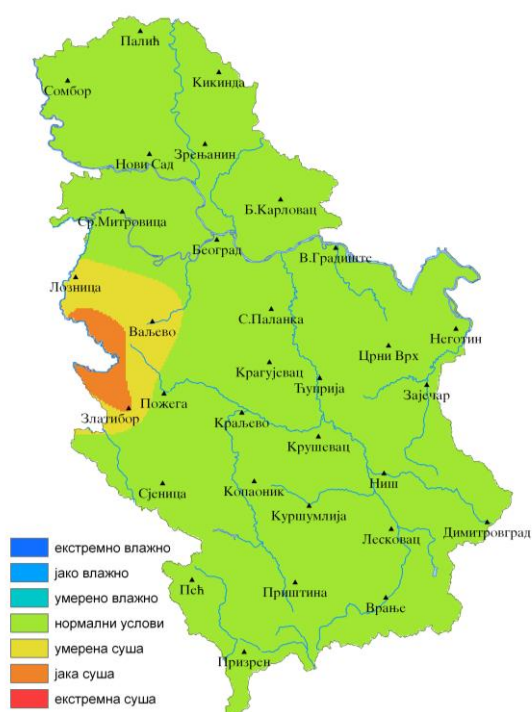 Палић
Кикинда
Сомбор
Зрењанин
Нови Сад
Б.Карловац
Ср.Митровица
Београд
В.Градиште
Лозница
С.Паланка
Ваљево
Неготин
Црни Врх
Крагујевац
Ћуприја
Зајечар
Пожега
Златибор
Краљево
Крушевац
Ниш
Сјеница
Копаоник
Куршумлија
Димитровград
Лесковац
Пећ
Приштина
Врање
Призрен
екстремно влажно
јако влажно
умерено влажно
нормални услови
умерена суша
јака суша
екстремна суша